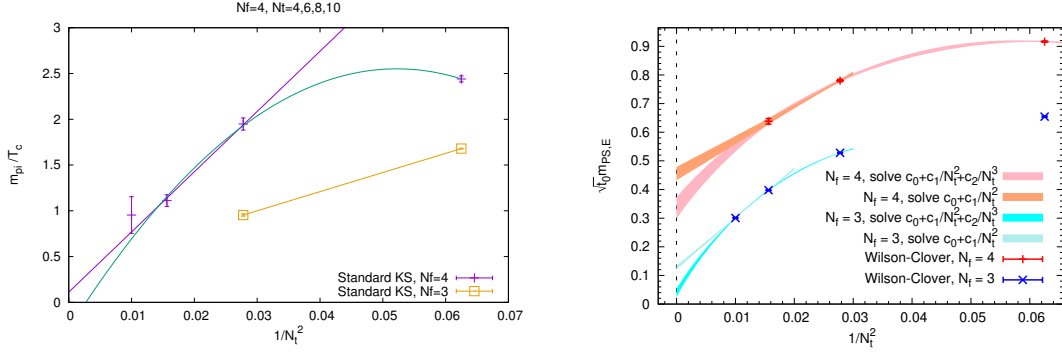 Nf=4, Nt=4,6,8,10
m_pi/T_c
3
2.5
2
1.5
1
0.5
0
Standard KS, Nf=4
Standard KS, Nf=3
0
0.01
0.02
0.03
0.04
0.05
0.06
0.07
1/N_t^2
√t_0 m_PS,E
0.9
0.8
0.7
0.6
0.5
0.4
0.3
0.2
0.1
0
N_f = 4, solve c_0+c_1/N_t^2+c_2/N_t^3
N_f = 4, solve c_0+c_1/N_t^2
N_f = 3, solve c_0+c_1/N_t^2+c_2/N_t^3
N_f = 3, solve c_0+c_1/N_t^2
Wilson-Clover, N_f = 4
Wilson-Clover, N_f = 3
0
0.01
0.02
0.03
0.04
0.05
0.06
1/N_t^2